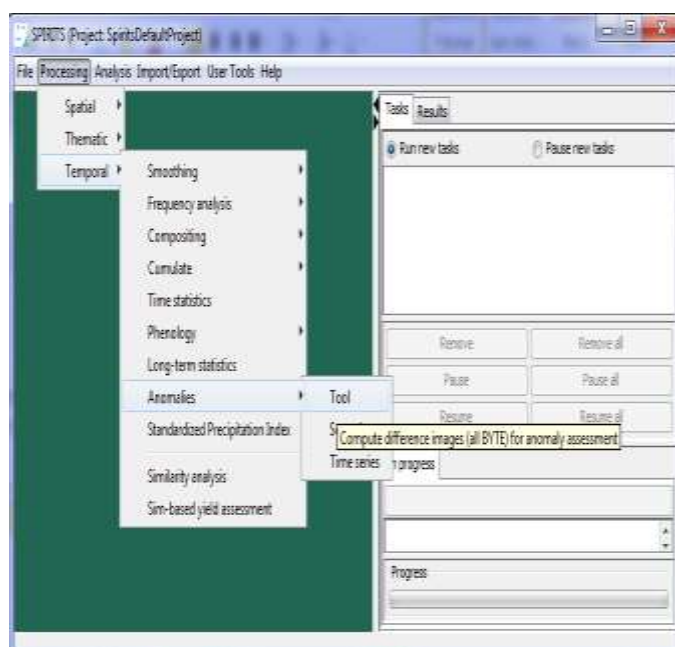 SPIRITS (Project: SpiritsDefaultProject)
File Processing Analysis Import/Export User Tools Help
Spatial
Thematic
Temporal
Smoothing
Frequency analysis
Compositing
Cumulate
Time statistics
Phenology
Long-term statistics
Anomalies
Standardized Precipitation Index
Similarity analysis
Sim-based yield assessment
Tool
Time series
Compute difference images (all BYTE) for anomaly assessment
Tasks Results
Run new tasks Pause new tasks
Remove Remove all
Pause Pause all
Resume Resume all
n progress
Progress